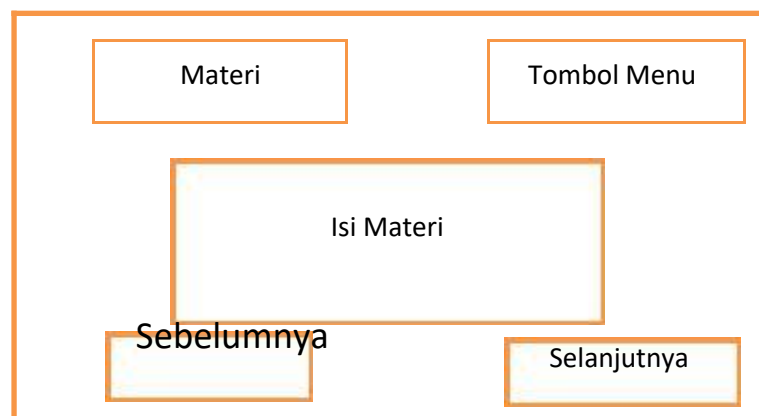 Materi
Tombol Menu
Isi Materi
Sebelumnya
Selanjutnya